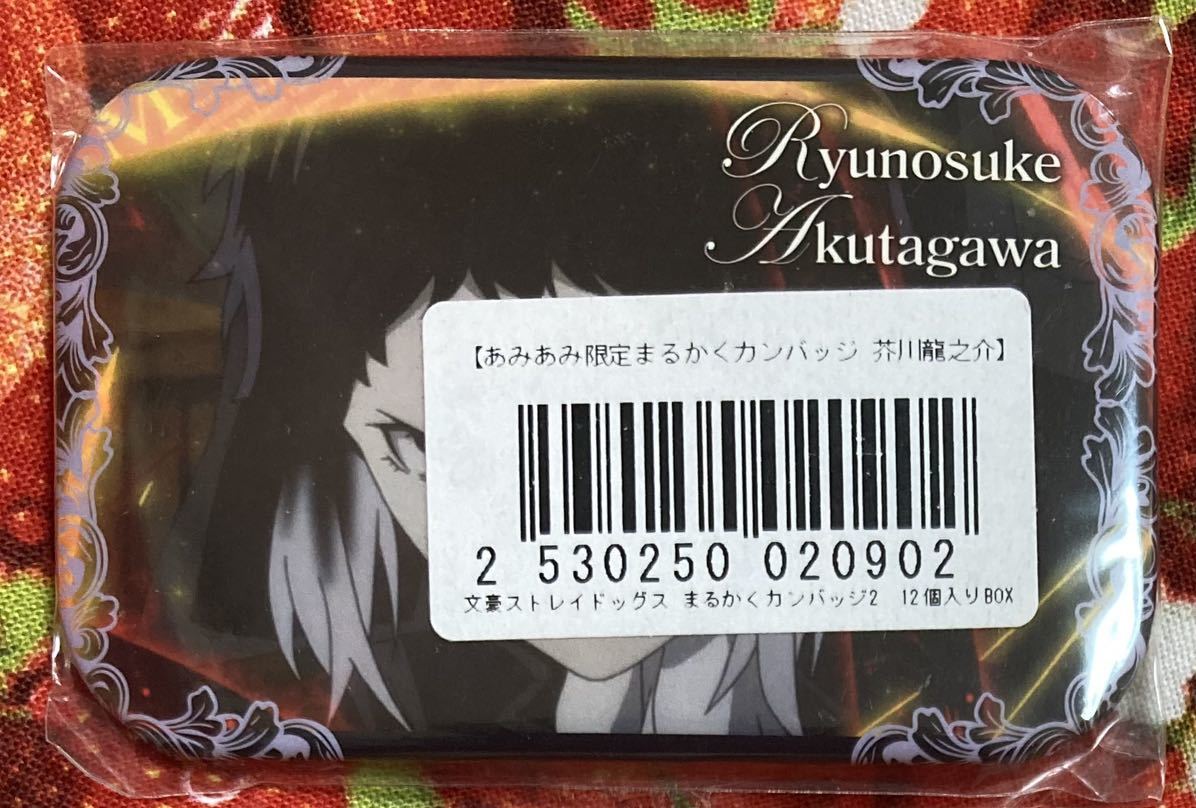 Ryunosuke
Akutagawa
【あみあみ限定まるかくカンバッジ 芥川龍之介】
2 530250 020902
文豪ストレイドッグス まるかくカンバッジ2 12個入りBOX